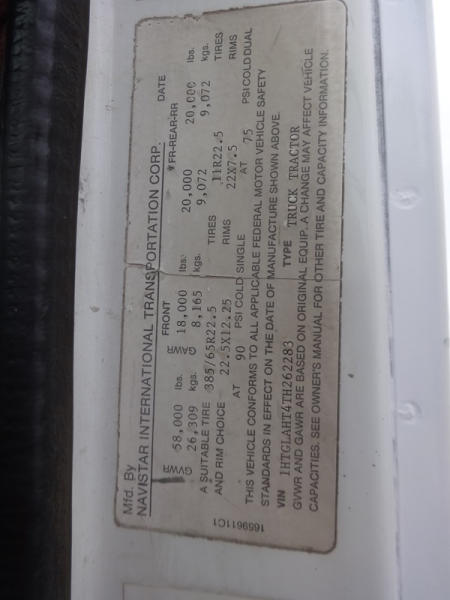 Mfd. By
NAVISTAR INTERNATIONAL TRANSPORTATION CORP. DATE
FRONT *FR-REAR-RR
GVWR 58,000 lbs. GAWR 18,000 lbs. 20,000 20,000 lbs.
26,309 kgs. 8,165 kgs. 9,072 9,072 kgs.
A SUITABLE TIRE 385/65R22.5 TIRES 11R22.5 TIRES
AND RIM CHOICE 22.5X12.25 RIMS 22X7.5 RIMS
AT 90 PSI COLD SINGLE AT 75 PSI COLD DUAL
THIS VEHICLE CONFORMS TO ALL APPLICABLE FEDERAL MOTOR VEHICLE SAFETY
STANDARDS IN EFFECT ON THE DATE OF MANUFACTURE SHOWN ABOVE.
VIN 1HTGLAHT4TH262283 TYPE TRUCK TRACTOR
GVWR AND GAWR ARE BASED ON ORIGINAL EQUIP. A CHANGE MAY AFFECT VEHICLE
CAPACITIES. SEE OWNER'S MANUAL FOR OTHER TIRE AND CAPACITY INFORMATION.
1659611C1